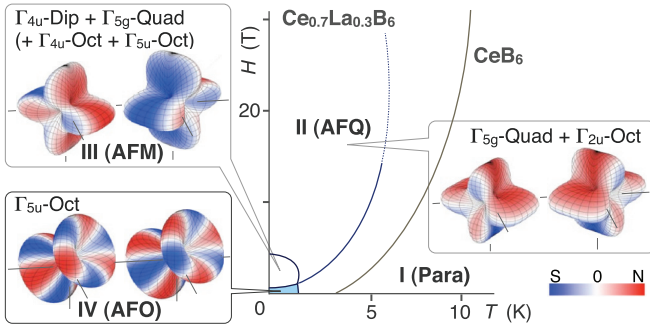 Γ4u-Dip + Γ5g-Quad
(+ Γ4u-Oct + Γ5u-Oct)
III (AFM)
Γ5u-Oct
IV (AFO)
H (T)
20
0
5
10
T (K)
Ce0.7La0.3B6
CeB6
II (AFQ)
I (Para)
Γ5g-Quad + Γ2u-Oct
S 0 N